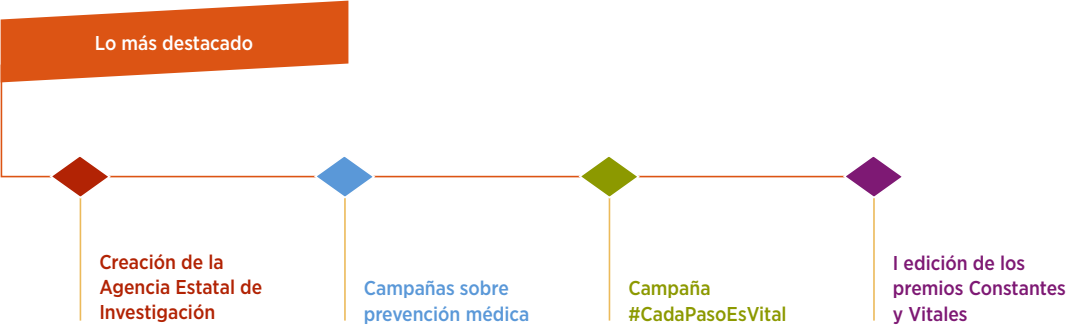 Lo más destacado
Creación de la
Agencia Estatal de
Investigación
Campañas sobre
prevención médica
Campaña
#CadaPasoEsVital
I edición de los
premios Constantes
y Vitales